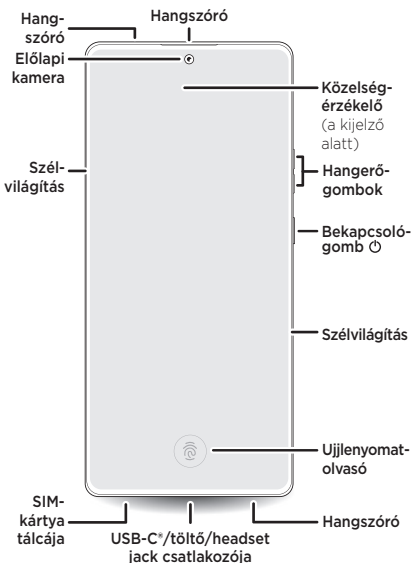 Hang-
szóró
Hangszóró
Előlapi
kamera
Közelség-
érzékelő
(a kijelző
alatt)
Szél-
világítás
Hangerő-
gombok
Bekapcsoló-
gomb ⏻
Szélvilágítás
Ujjlenyomat-
olvasó
SIM-
kártya
tálcája
USB-C®/töltő/headset
jack csatlakozója
Hangszóró